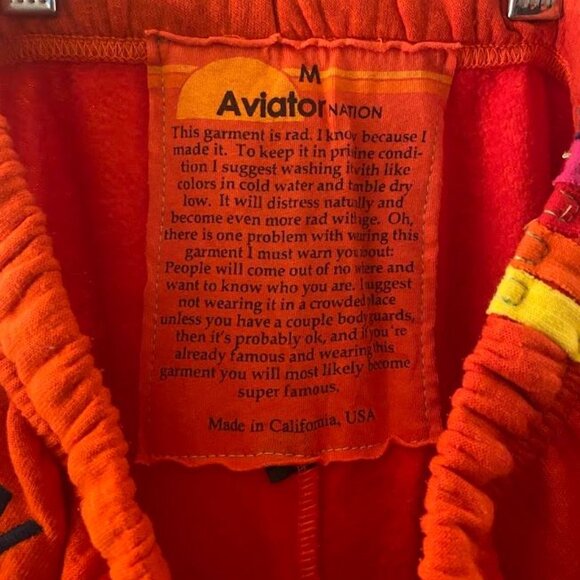 M
Aviator NATION
This garment is rad. I know because I
made it. To keep it in pristine condi-
tion I suggest washing it with like
colors in cold water and tumble dry
low. It will distress naturally and
become even more rad with age. Oh,
there is one problem with wearing this
garment I must warn you about:
People will come out of no where and
want to know who you are. I suggest
not wearing it in a crowded place
unless you have a couple body guards,
then it's probably ok, and if you're
already famous and wearing this
garment you will most likely become
super famous.
Made in California, USA